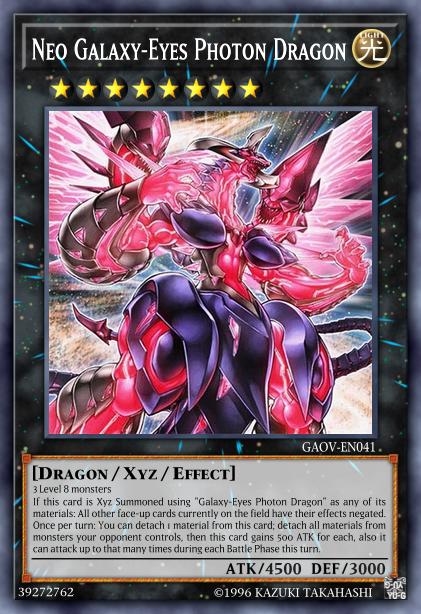 NEO GALAXY-EYES PHOTON DRAGON
LIGHT
光
GAOV-EN041
[DRAGON / XYZ / EFFECT]
3 Level 8 monsters
If this card is Xyz Summoned using "Galaxy-Eyes Photon Dragon" as any of its
materials: All other face-up cards currently on the field have their effects negated.
Once per turn: You can detach 1 material from this card; detach all materials from
monsters your opponent controls, then this card gains 500 ATK for each, also it
can attack up to that many times during each Battle Phase this turn.
ATK/4500 DEF/3000
39272762
©1996 KAZUKI TAKAHASHI